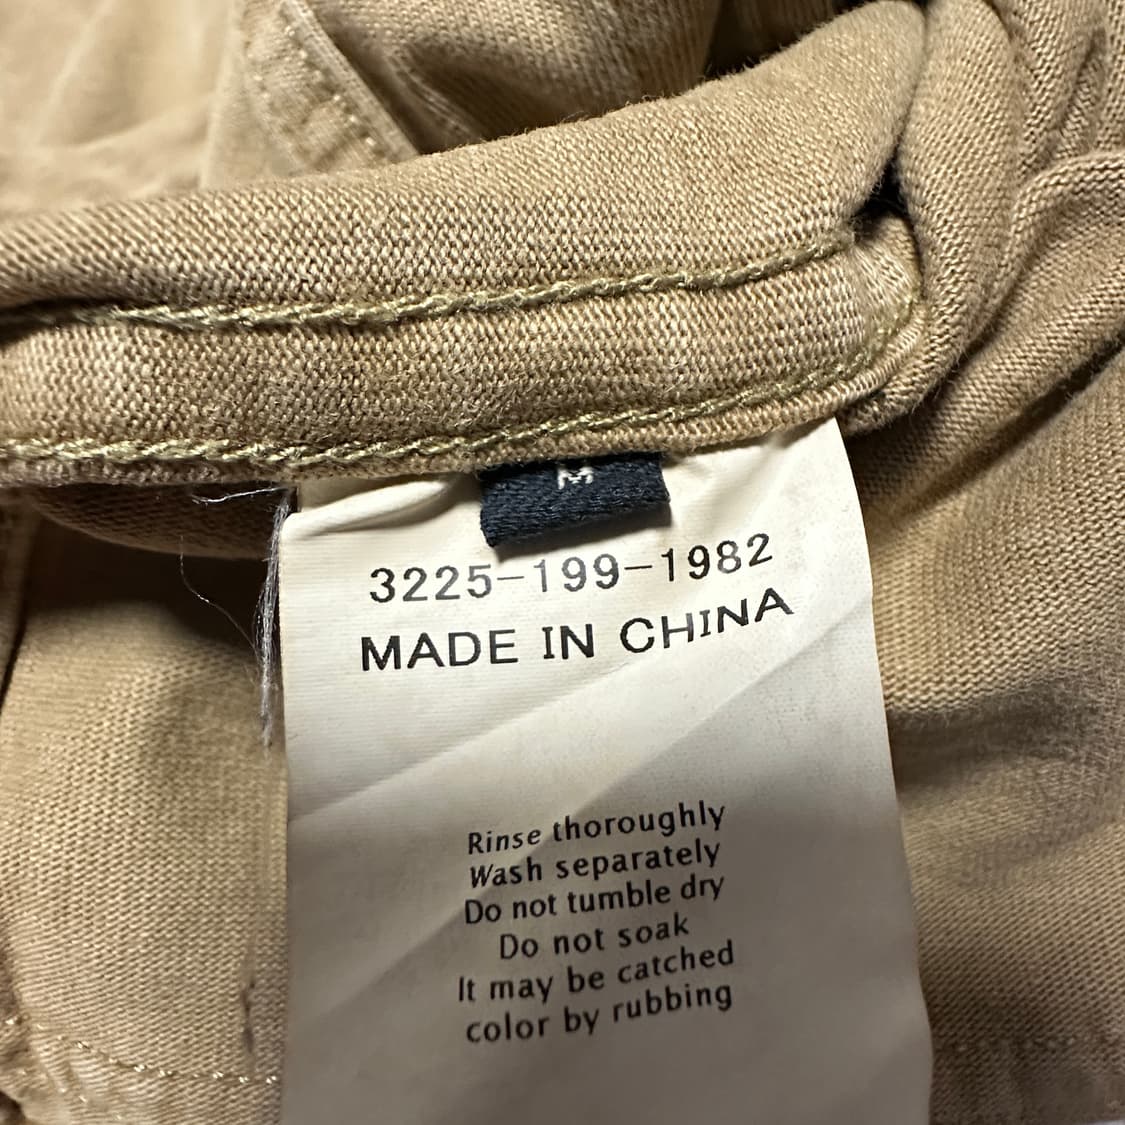 M
3225-199-1982
MADE IN CHINA
Rinse thoroughly
Wash separately
Do not tumble dry
Do not soak
It may be catched
color by rubbing